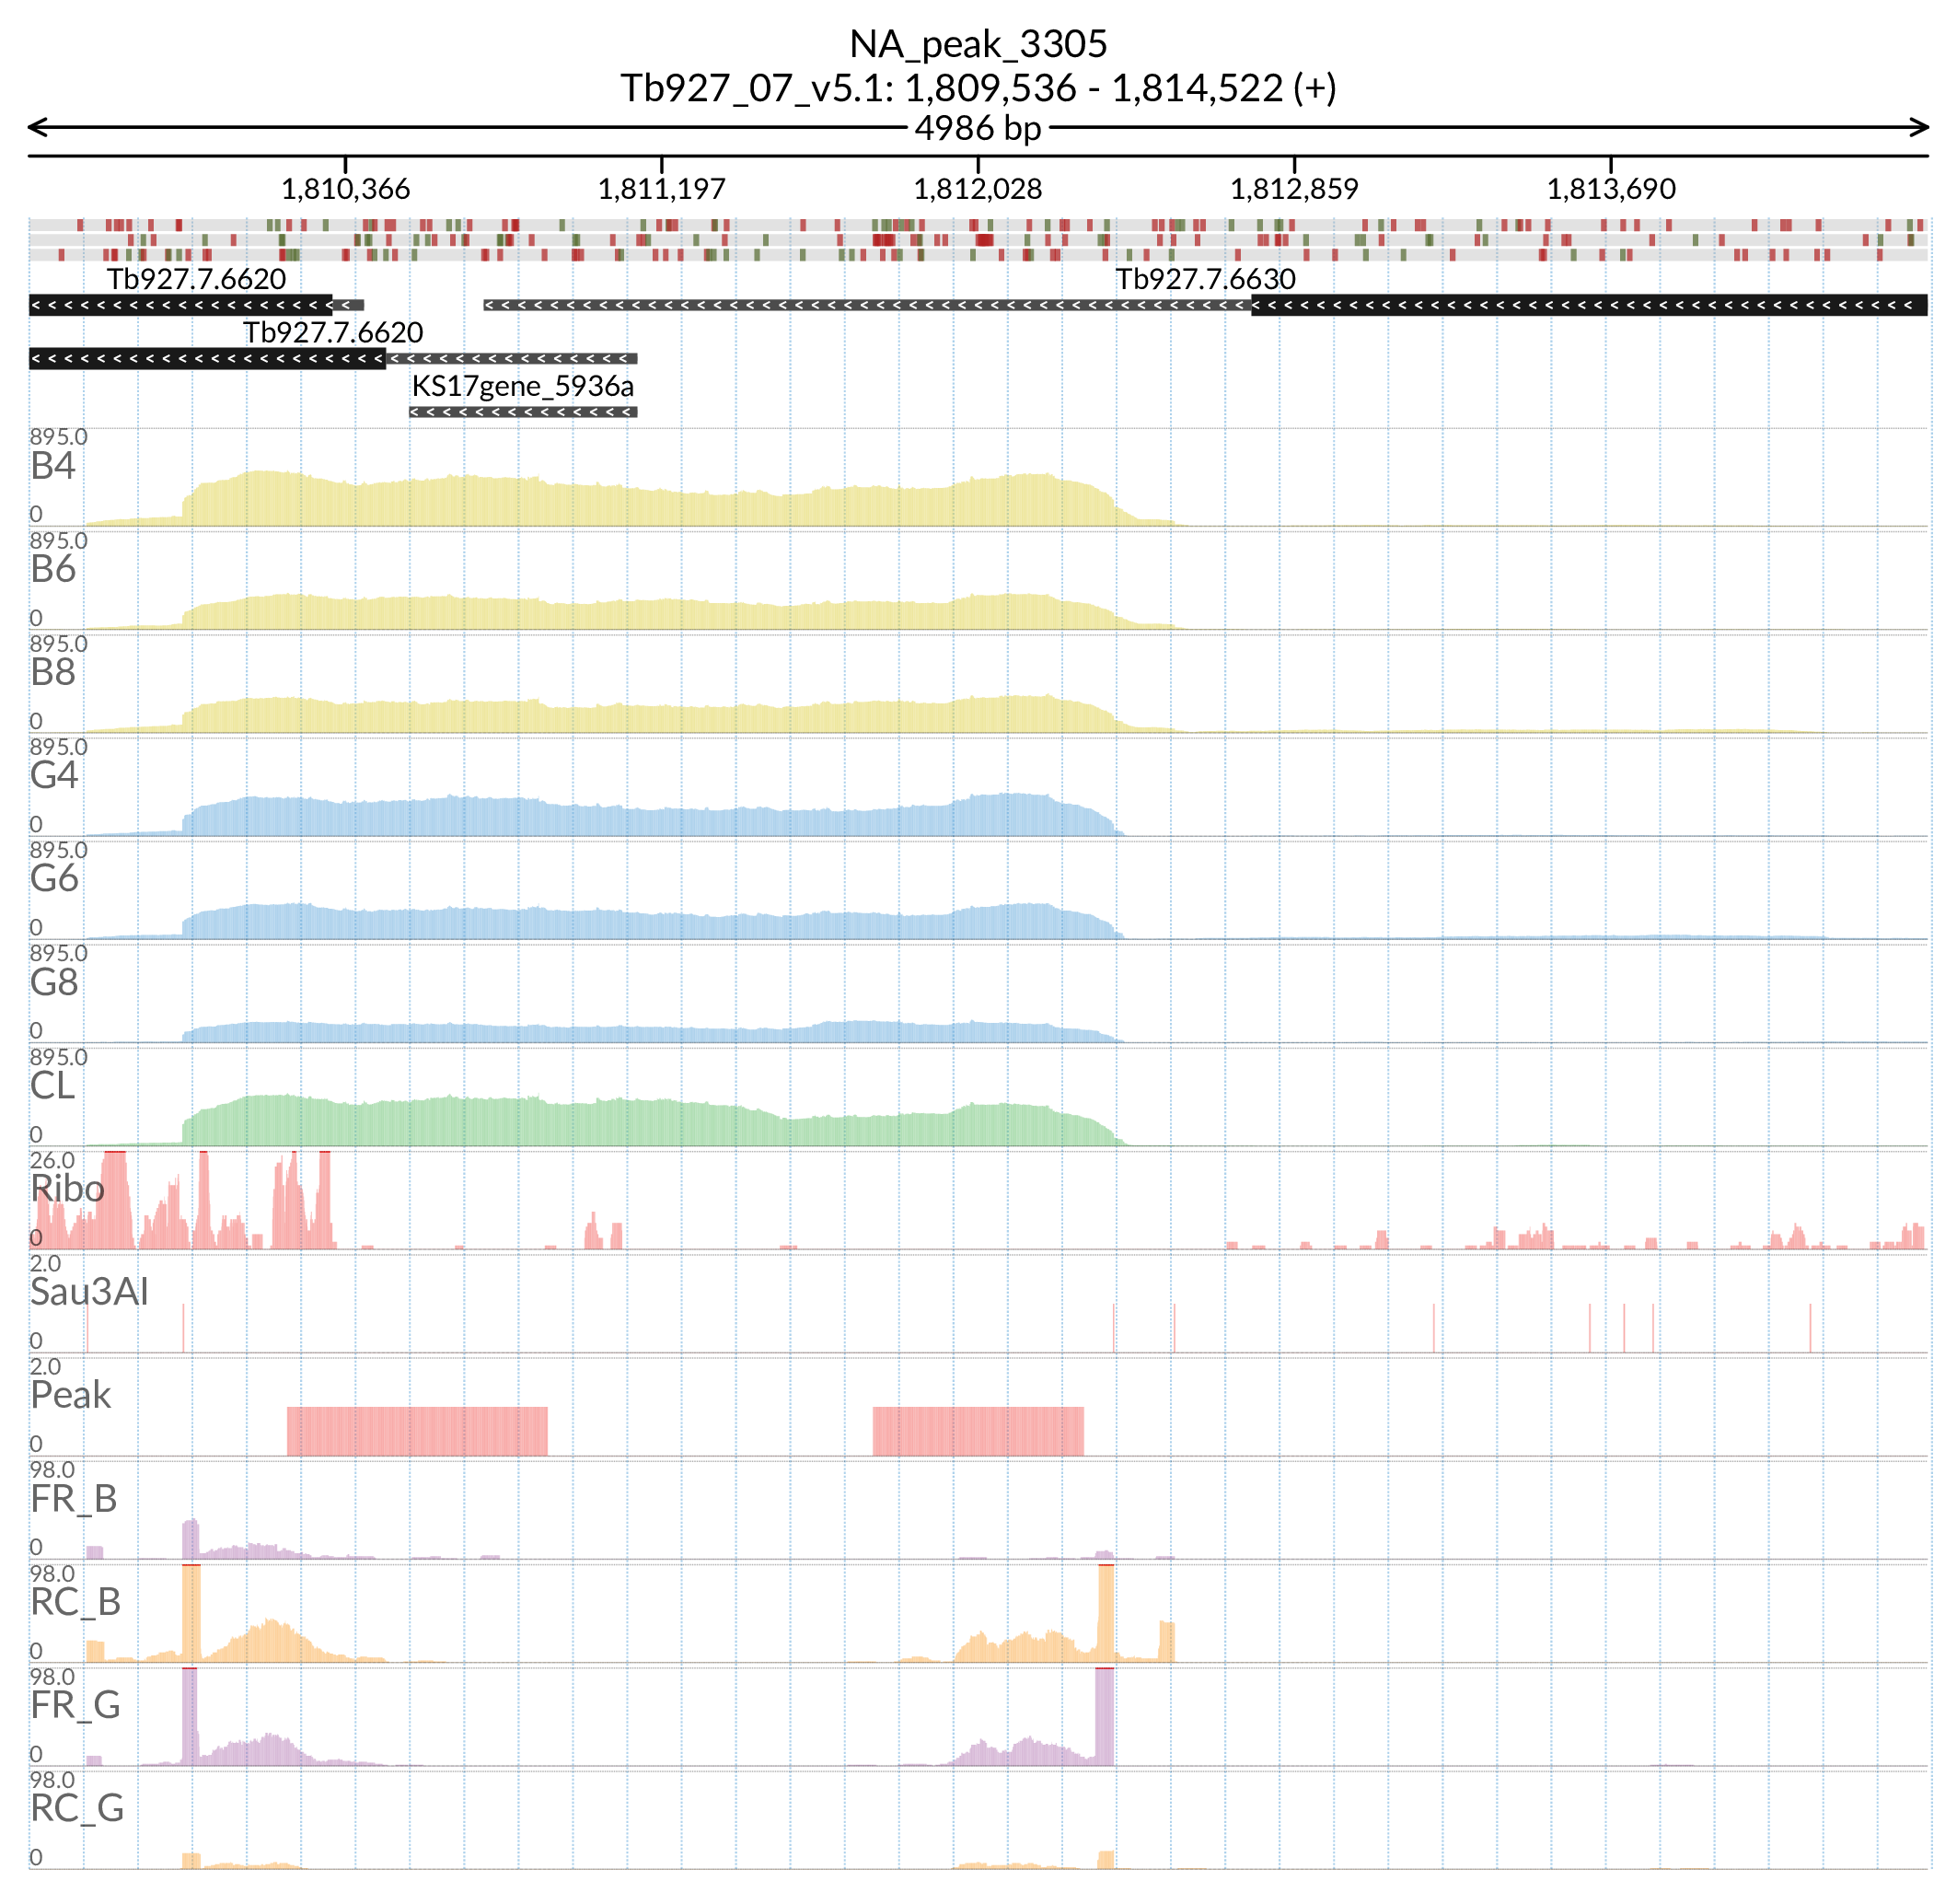 NA_peak_3305
Tb927_07_v5.1: 1,809,536 - 1,814,522 (+)
4986 bp
1,810,366 1,811,197 1,812,028 1,812,859 1,813,690
Tb927.7.6620 Tb927.7.6630
Tb927.7.6620
KS17gene_5936a
895.0
B4
0
895.0
B6
0
895.0
B8
0
895.0
G4
0
895.0
G6
0
895.0
G8
0
895.0
CL
0
26.0
Ribo
0
2.0
Sau3AI
0
2.0
Peak
0
98.0
FR_B
0
98.0
RC_B
0
98.0
FR_G
0
98.0
RC_G
0